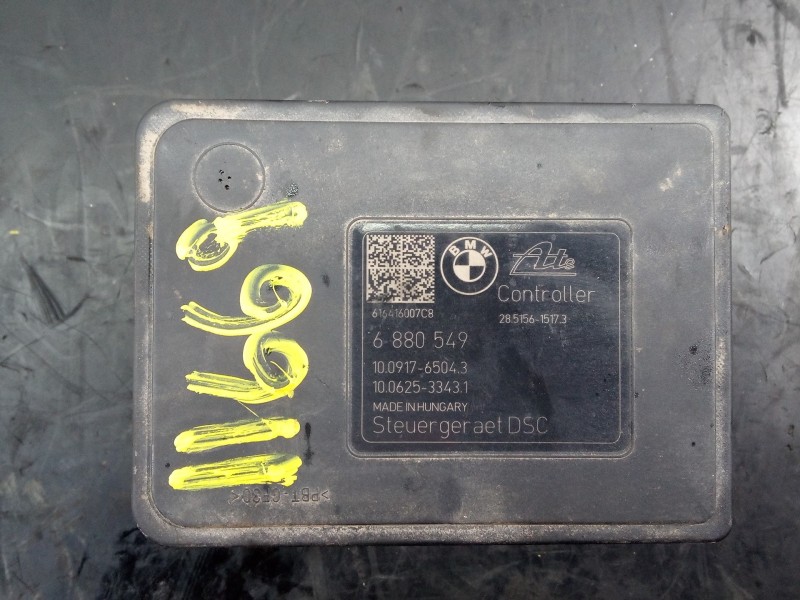 BMW
Ate
Controller
616416007C8
28.5156-1517.3
6 880 549
10.0917-6504.3
10.0625-3343.1
MADE IN HUNGARY
Steuergeraet DSC
11669
>PBT-GF30<